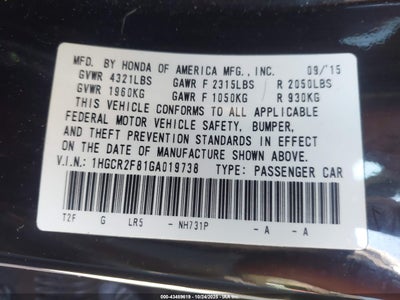 MFD. BY HONDA OF AMERICA MFG., INC. 09/15
GVWR 4321LBS GAWR F 2315LBS R 2050LBS
GVWR 1960KG GAWR F 1050KG R 930KG
THIS VEHICLE CONFORMS TO ALL APPLICABLE
FEDERAL MOTOR VEHICLE SAFETY, BUMPER,
AND THEFT PREVENTION STANDARDS IN EFFECT
ON THE DATE OF MANUFACTURE SHOWN ABOVE.
V.I.N.: 1HGCR2F81GA019738 TYPE: PASSENGER CAR
T2F G LR5 - NH731P - A - A
000-43469619 - 10/24/2025 - IAA Inc.